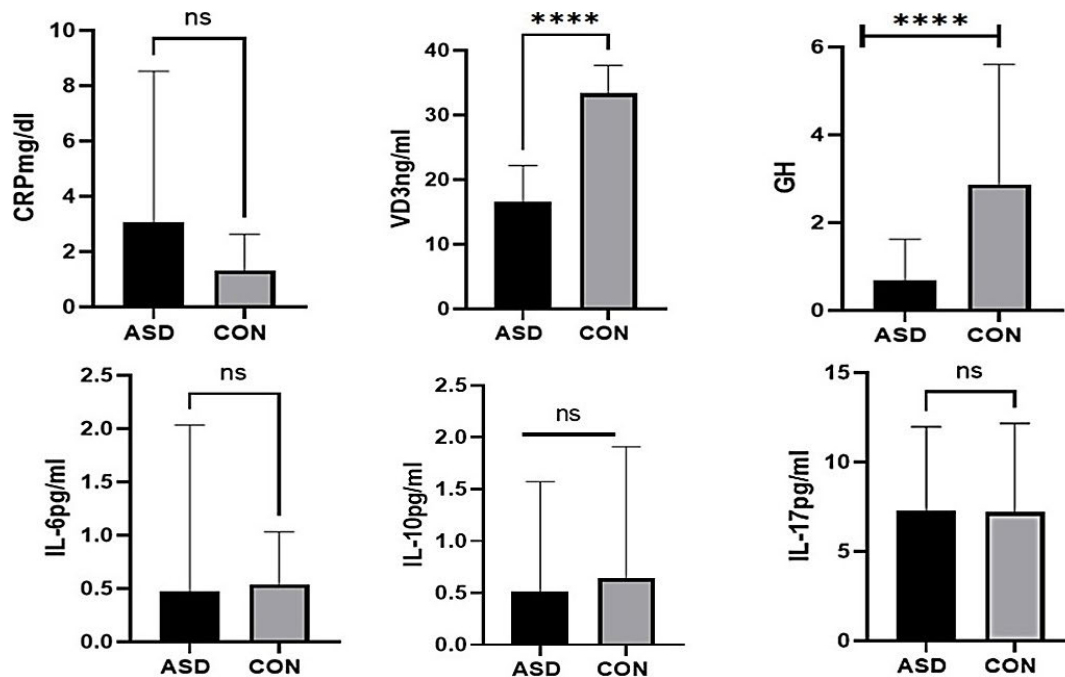 ns
10
8
6
4
2
0
CRPmg/dl
ASD CON
****
40
30
20
10
0
VD3ng/ml
ASD CON
****
6
4
2
0
GH
ASD CON
ns
2.5
2.0
1.5
1.0
0.5
0.0
IL-6pg/ml
ASD CON
ns
2.5
2.0
1.5
1.0
0.5
0.0
IL-10pg/ml
ASD CON
ns
15
10
5
0
IL-17pg/ml
ASD CON